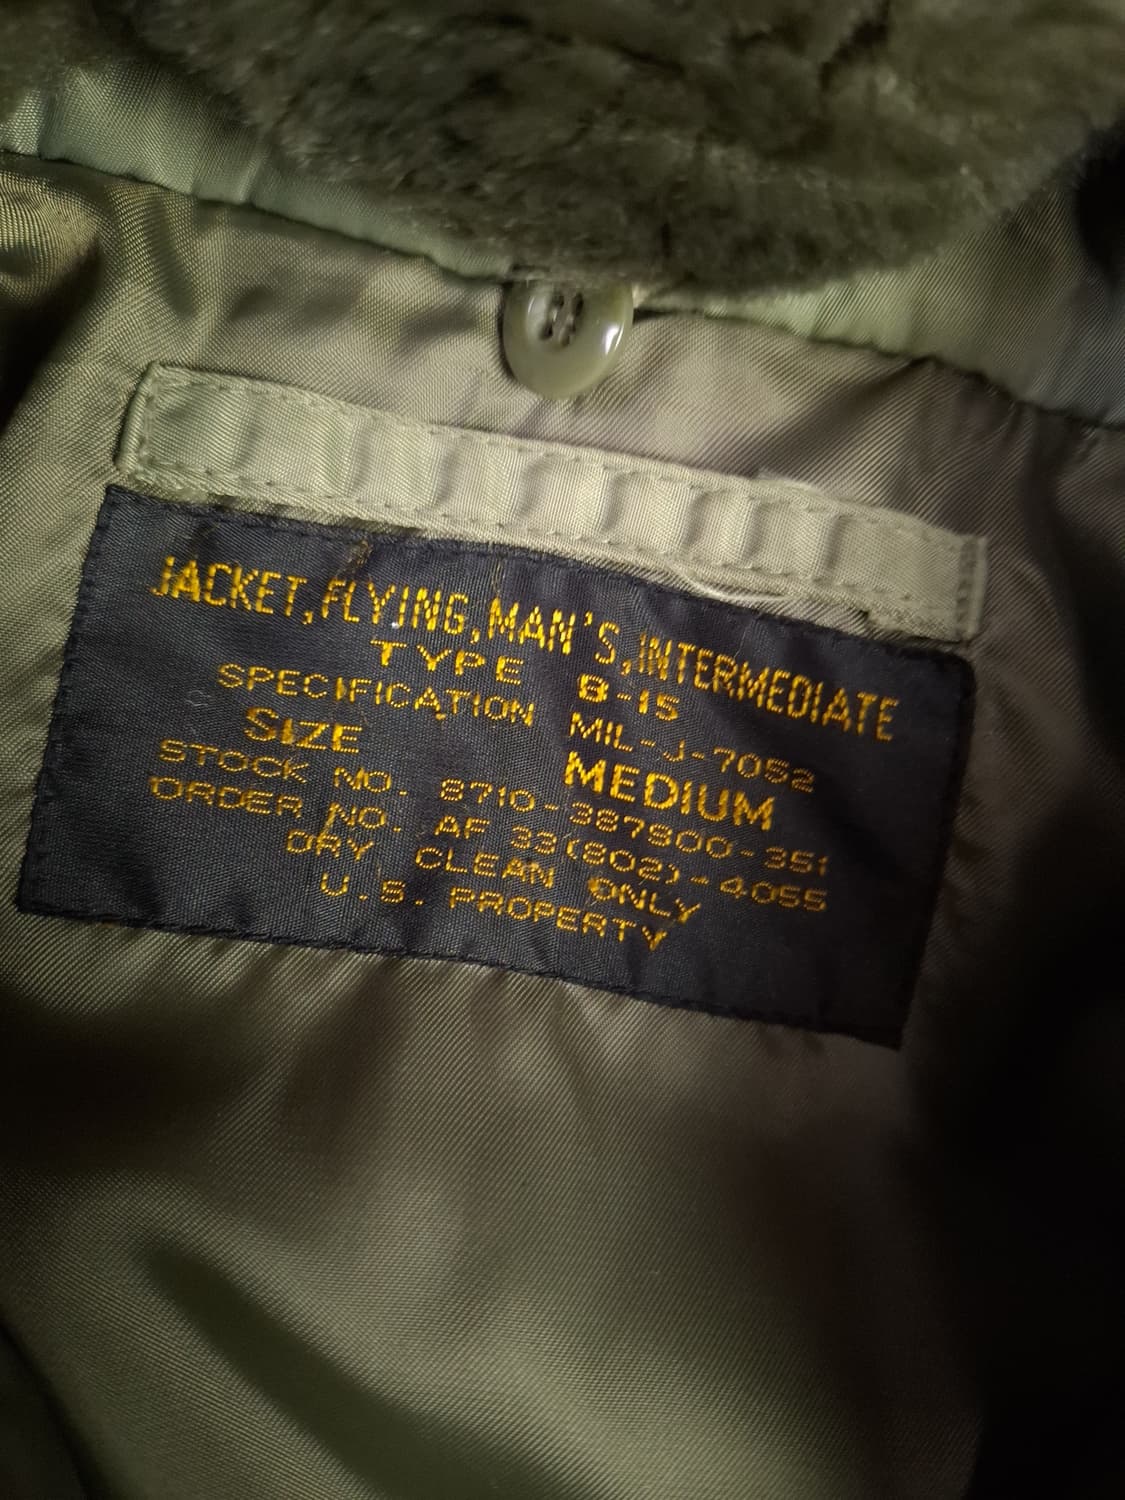 JACKET,FLYING,MAN'S,INTERMEDIATE
TYPE B-15
SPECIFICATION MIL-J-7052
SIZE MEDIUM
STOCK NO. 8710-387800-351
ORDER NO. AF 33(802)-4055
DRY CLEAN ONLY
U.S. PROPERTY